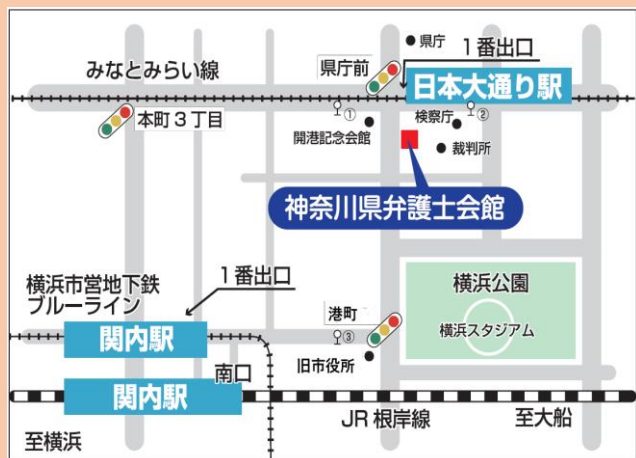 県庁
1番出口
県庁前
みなとみらい線
日本大通り駅
本町3丁目
①
②
検察庁
開港記念会館
裁判所
神奈川県弁護士会館
横浜市営地下鉄
ブルーライン
1番出口
横浜公園
港町
関内駅
③
横浜スタジアム
旧市役所
南口
関内駅
JR根岸線
至大船
至横浜